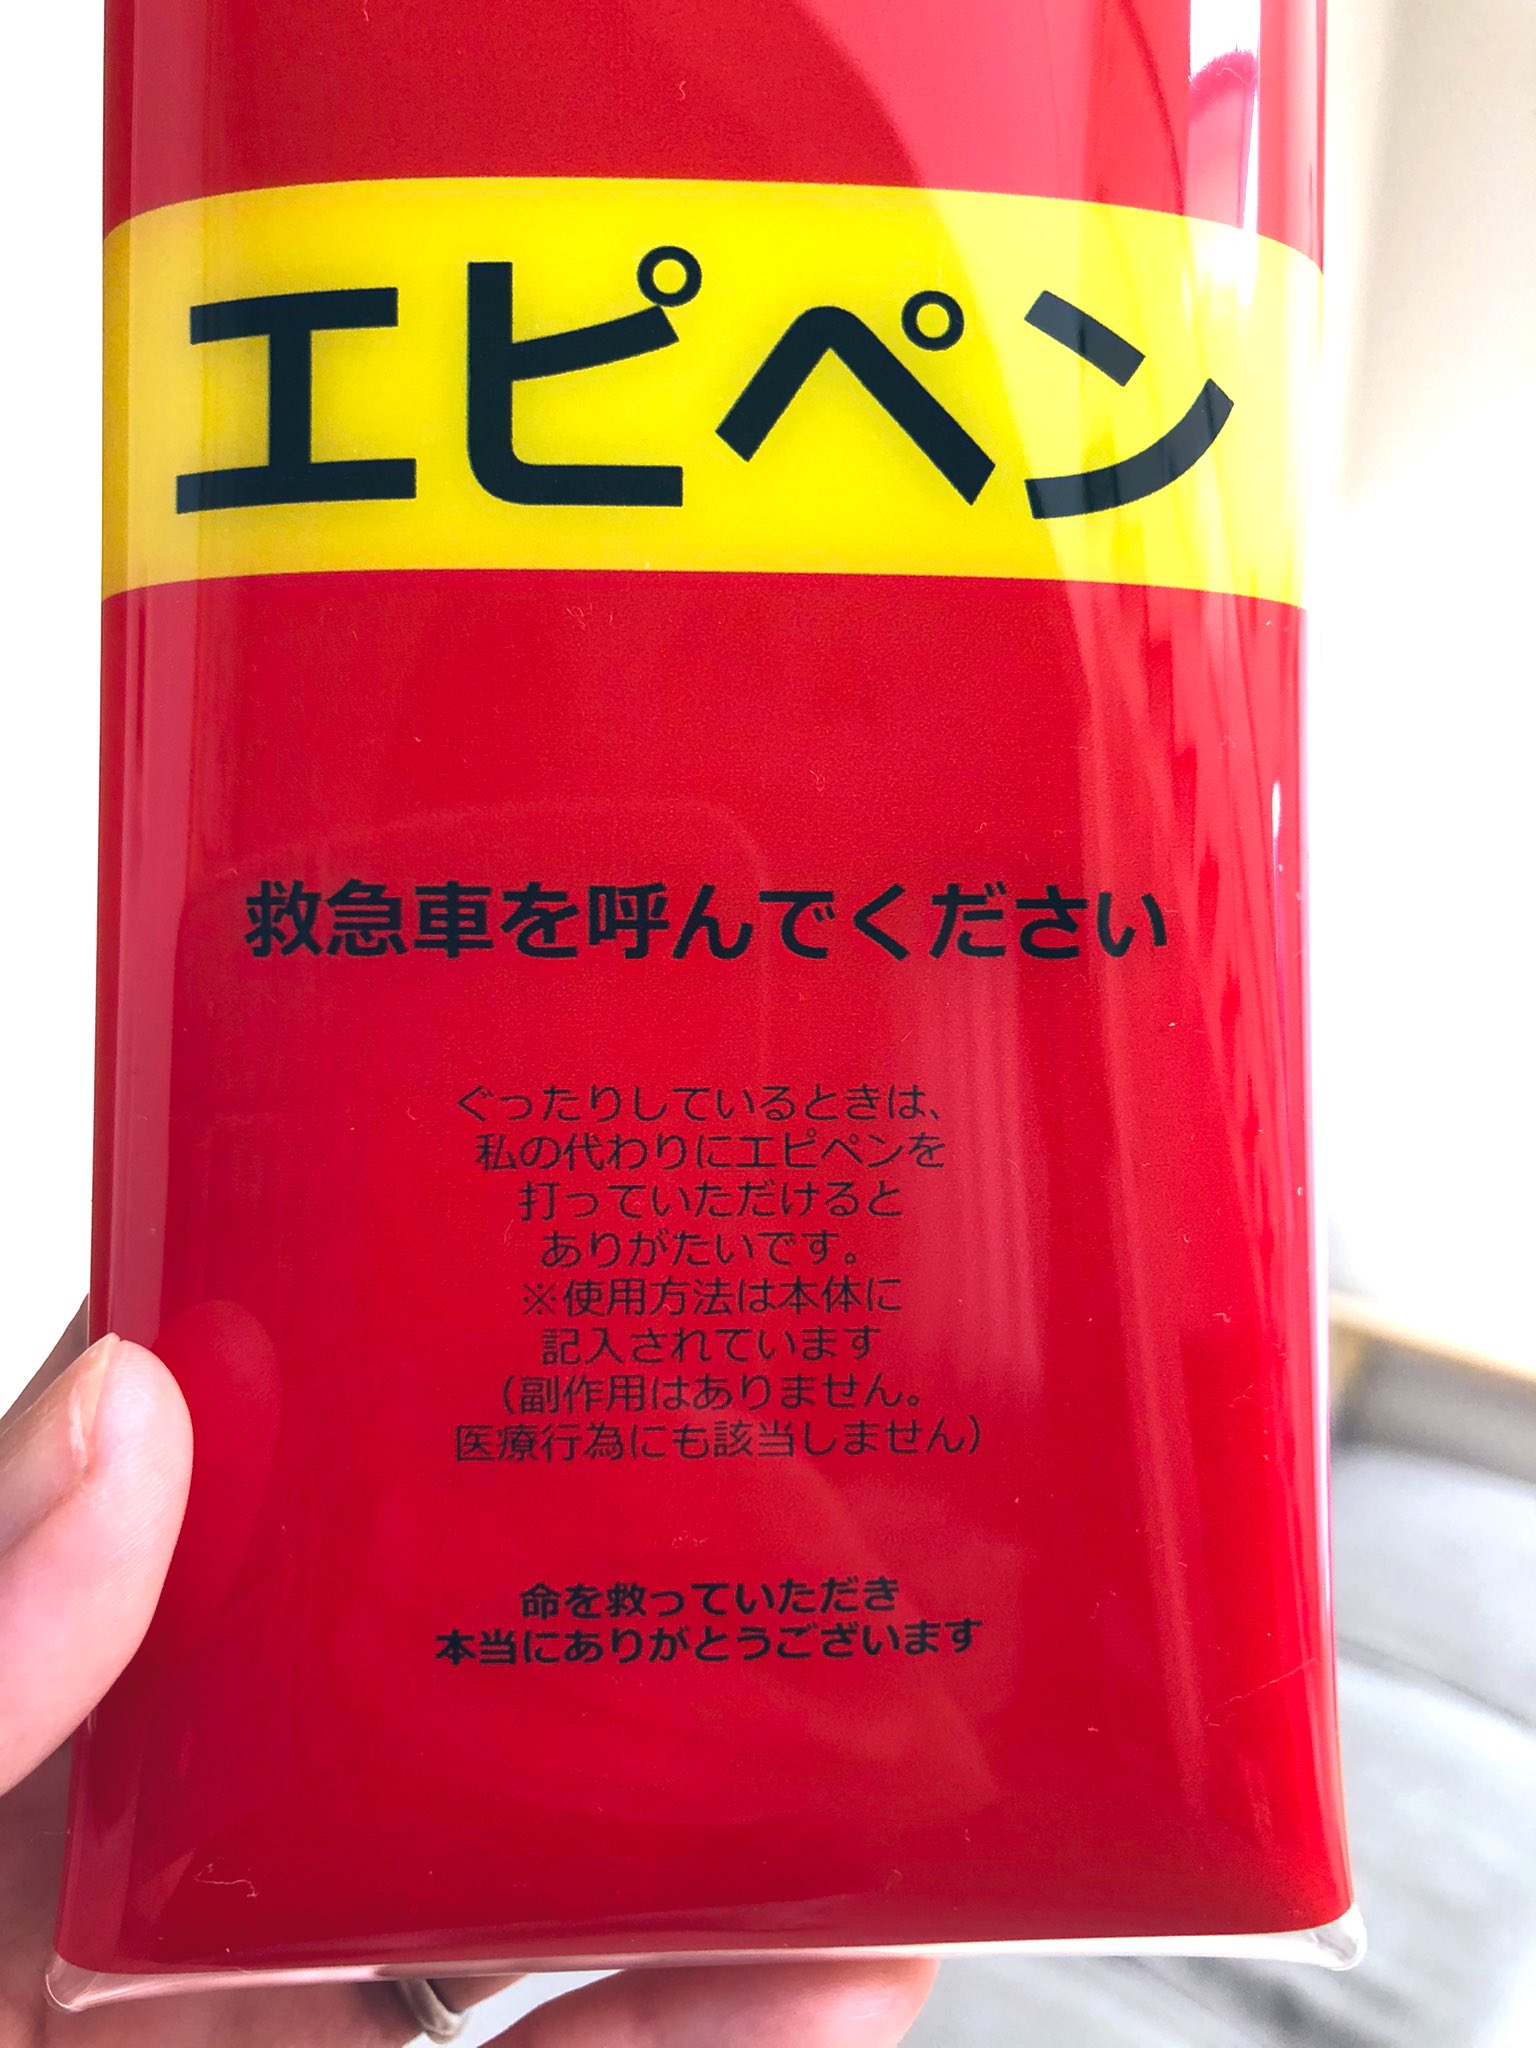 エピペン
救急車を呼んでください
ぐったりしているときは、
私の代わりにエピペンを
打っていただけると
ありがたいです。
※使用方法は本体に
記入されています
（副作用はありません。
医療行為にも該当しません）
命を救っていただき
本当にありがとうございます